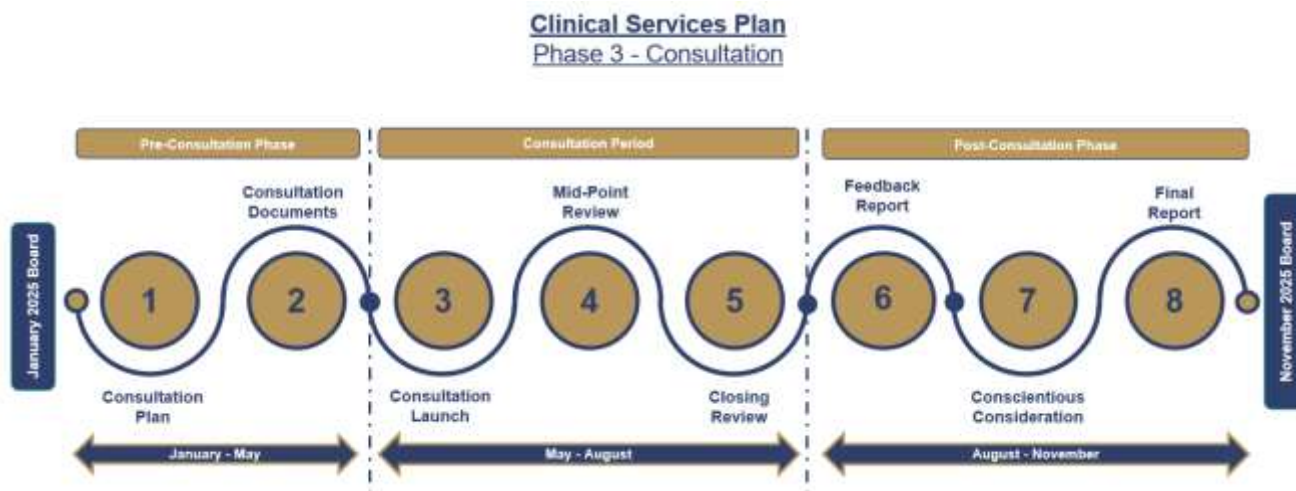 Clinical Services Plan
Phase 3 - Consultation
Pre-Consultation Phase
Consultation Period
Post-Consultation Phase
Consultation
Documents
Mid-Point
Review
Feedback
Report
Final
Report
January 2025 Board
1
2
3
4
5
6
7
8
November 2025 Board
Consultation
Plan
Consultation
Launch
Closing
Review
Conscientious
Consideration
January - May
May - August
August - November